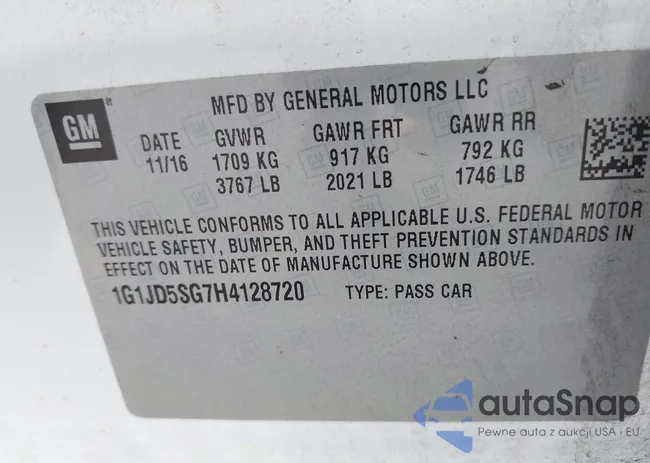 GM
MFD BY GENERAL MOTORS LLC
DATE GVWR GAWR FRT GAWR RR
11/16 1709 KG 917 KG 792 KG
3767 LB 2021 LB 1746 LB
THIS VEHICLE CONFORMS TO ALL APPLICABLE U.S. FEDERAL MOTOR
VEHICLE SAFETY, BUMPER, AND THEFT PREVENTION STANDARDS IN
EFFECT ON THE DATE OF MANUFACTURE SHOWN ABOVE.
1G1JD5SG7H4128720 TYPE: PASS CAR
autoSnap
Pewne auta z aukcji USA i EU